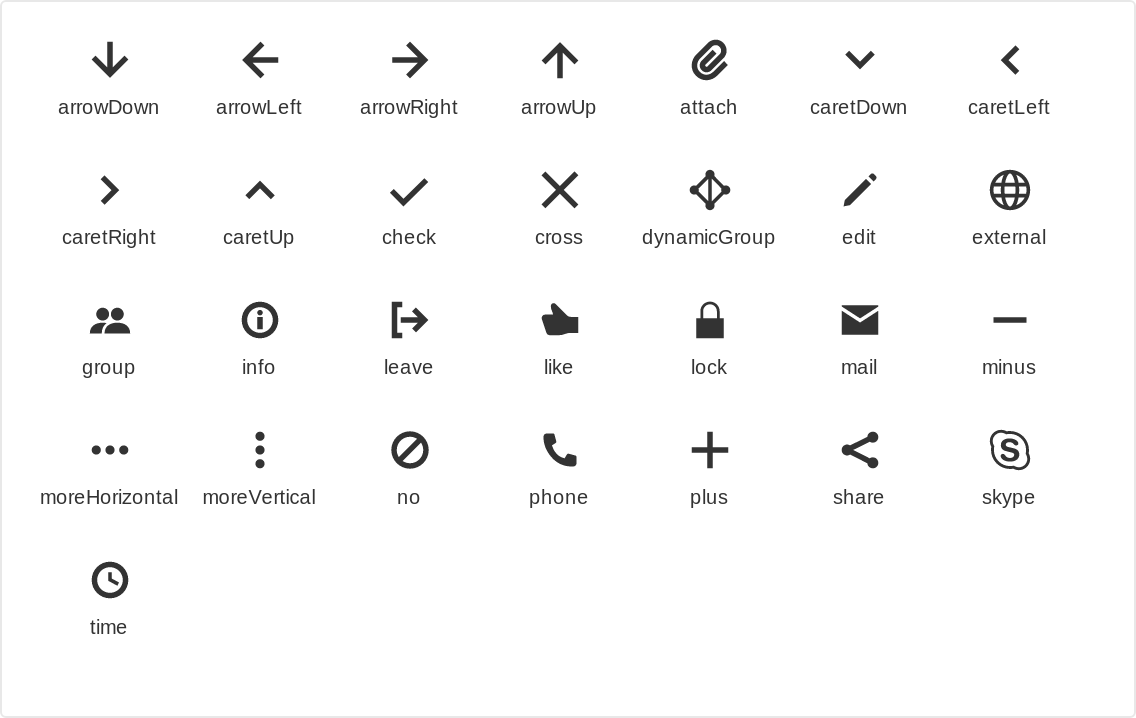 arrowDown arrowLeft arrowRight arrowUp attach caretDown caretLeft
caretRight caretUp check cross dynamicGroup edit external
group info leave like lock mail minus
moreHorizontal moreVertical no phone plus share skype
time